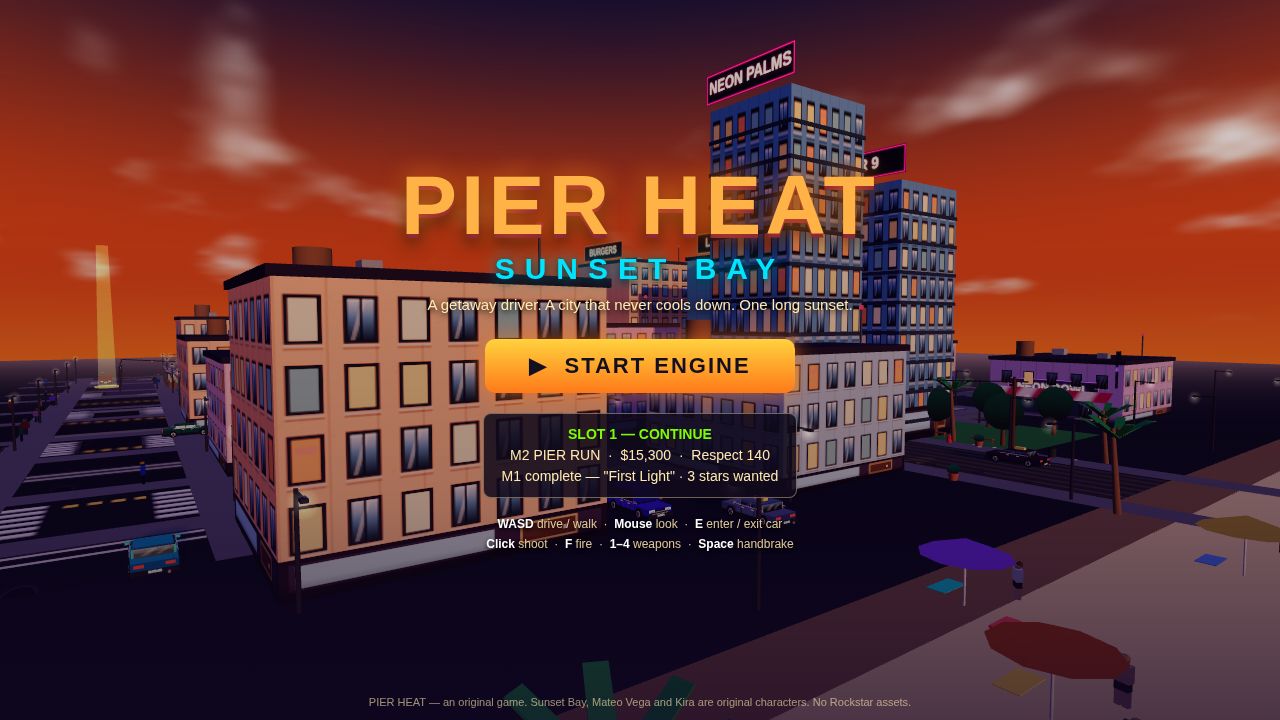 NEON PALMS
R 9
PIER HEAT
BURGERS
L
SUNSET BAY
A getaway driver. A city that never cools down. One long sunset.
▶ START ENGINE
SLOT 1 — CONTINUE
M2 PIER RUN · $15,300 · Respect 140
M1 complete — "First Light" · 3 stars wanted
WASD drive / walk · Mouse look · E enter / exit car
Click shoot · F fire · 1–4 weapons · Space handbrake
PIER HEAT — an original game. Sunset Bay, Mateo Vega and Kira are original characters. No Rockstar assets.